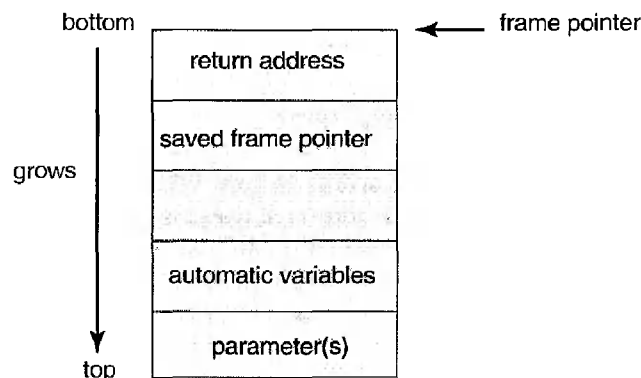 bottom
frame pointer
return address
saved frame pointer
grows
automatic variables
parameter(s)
top